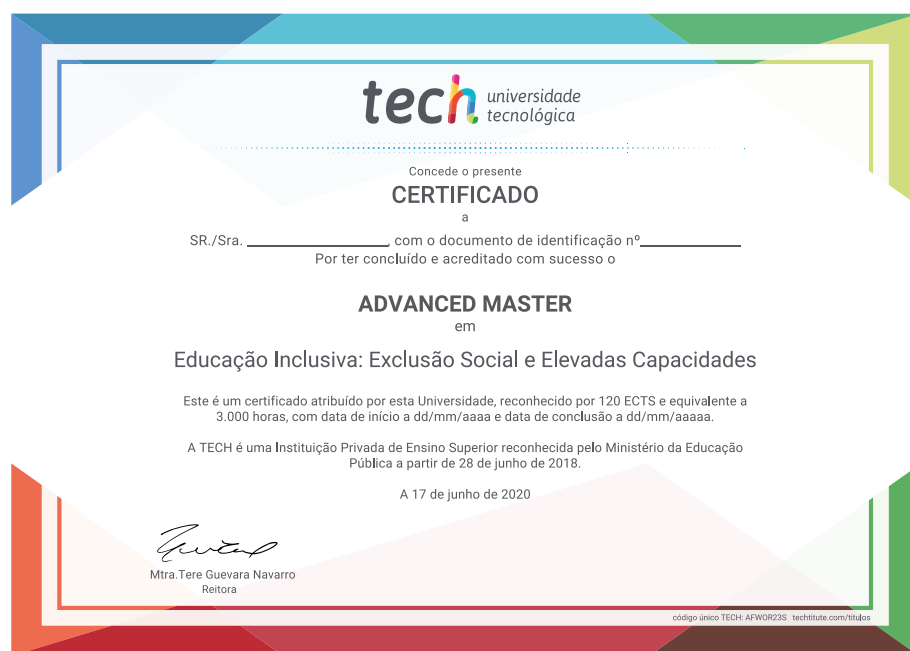 tech universidade
tecnológica
Concede o presente
CERTIFICADO
a
SR./Sra. ____________, com o documento de identificação nº____________
Por ter concluído e acreditado com sucesso o
ADVANCED MASTER
em
Educação Inclusiva: Exclusão Social e Elevadas Capacidades
Este é um certificado atribuído por esta Universidade, reconhecido por 120 ECTS e equivalente a
3.000 horas, com data de início a dd/mm/aaaa e data de conclusão a dd/mm/aaaaa.
A TECH é uma Instituição Privada de Ensino Superior reconhecida pelo Ministério da Educação
Pública a partir de 28 de junho de 2018.
A 17 de junho de 2020
Mtra.Tere Guevara Navarro
Reitora
código único TECH: AFWOR23S techtitute.com/titulos